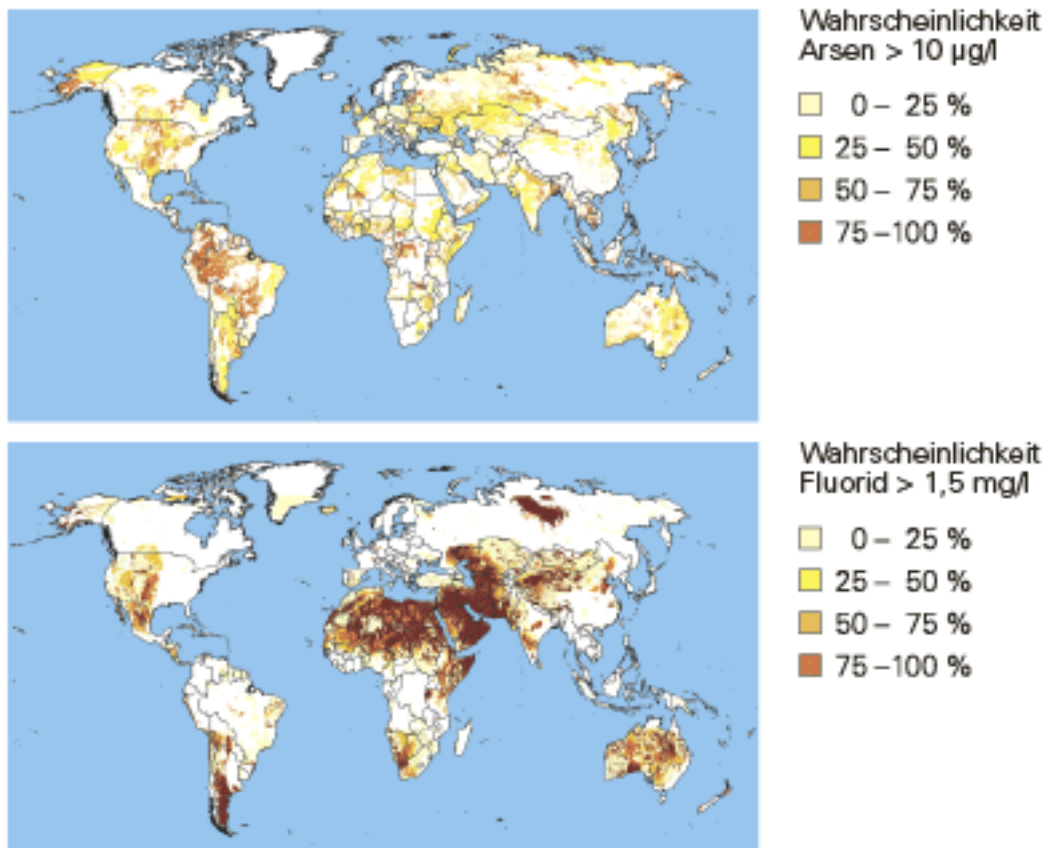 Wahrscheinlichkeit
Arsen > 10 µg/l
0 – 25 %
25 – 50 %
50 – 75 %
75 –100 %
Wahrscheinlichkeit
Fluorid > 1,5 mg/l
0 – 25 %
25 – 50 %
50 – 75 %
75 –100 %